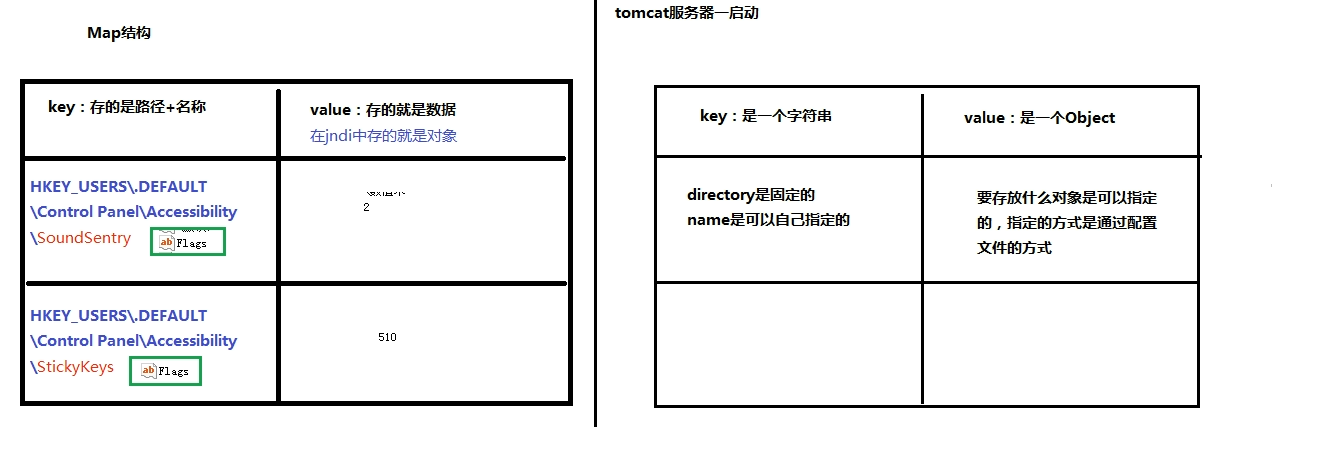 Map结构
key：存的是路径+名称
value：存的就是数据
在jndi中存的就是对象
HKEY_USERS\.DEFAULT
\Control Panel\Accessibility
\SoundSentry
Flags
2
HKEY_USERS\.DEFAULT
\Control Panel\Accessibility
\StickyKeys
Flags
510
tomcat服务器一启动
key：是一个字符串
value：是一个Object
directory是固定的
name是可以自己指定的
要存放什么对象是可以指定
的，指定的方式是通过配置
文件的方式